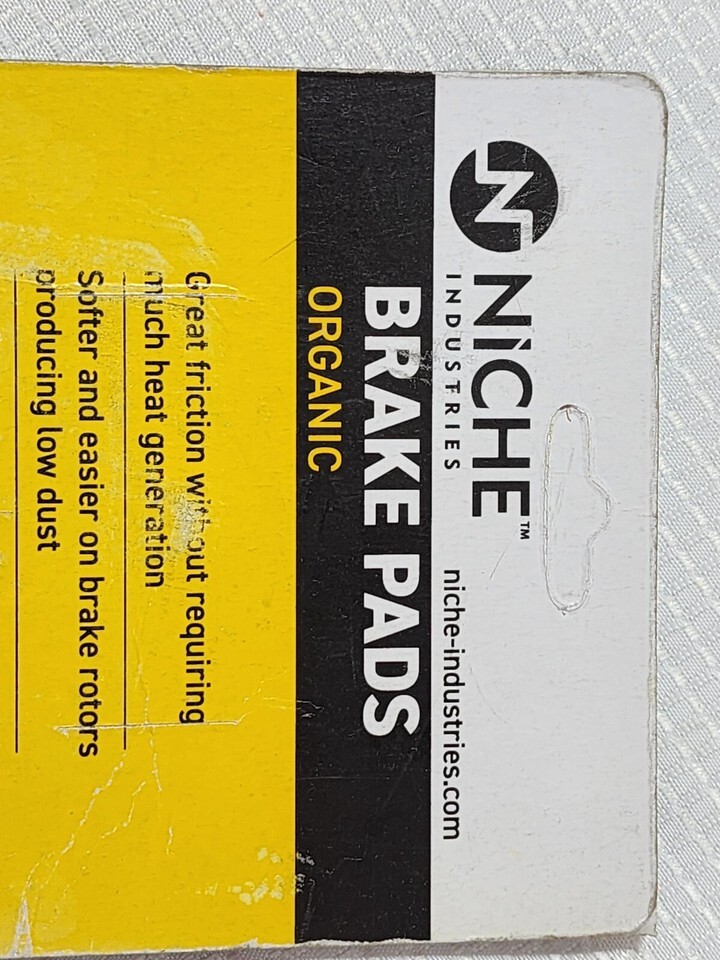 NiCHE™
INDUSTRIES
niche-industries.com
BRAKE PADS
ORGANIC
Great friction without requiring
much heat generation
Softer and easier on brake rotors
producing low dust